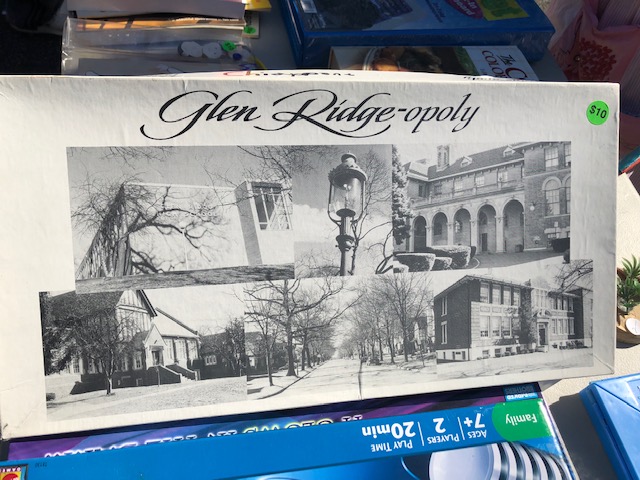 Glen Ridge-opoly
$10
Family
AGES 7+
PLAYERS 2
PLAY TIME 20min